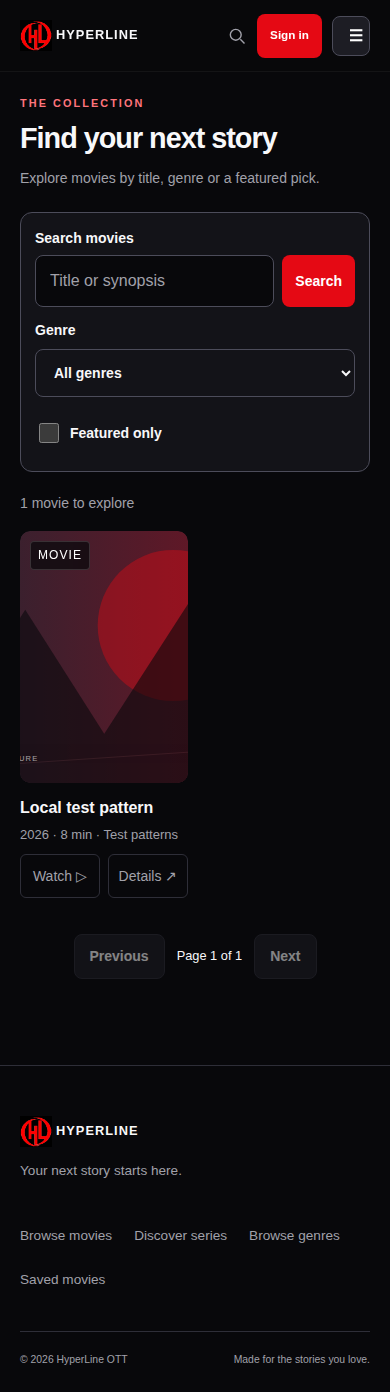 HYPERLINE
Sign in
☰
THE COLLECTION
Find your next story
Explore movies by title, genre or a featured pick.
Search movies
Title or synopsis
Search
Genre
All genres
Featured only
1 movie to explore
MOVIE
URE
Local test pattern
2026 · 8 min · Test patterns
Watch ▷ Details ↗
Previous Page 1 of 1 Next
HYPERLINE
Your next story starts here.
Browse movies Discover series Browse genres
Saved movies
© 2026 HyperLine OTT Made for the stories you love.